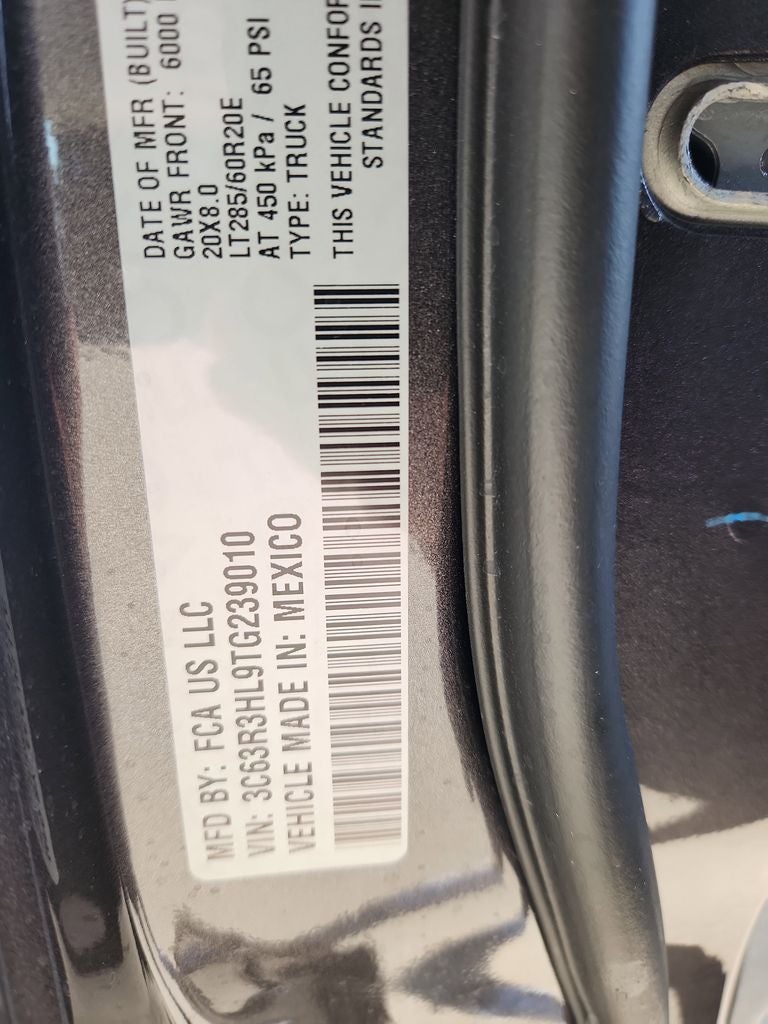 MFD BY: FCA US LLC
VIN: 3C63R3HL9TG239010
VEHICLE MADE IN: MEXICO
DATE OF MFR (BUILT)
GAWR FRONT: 6000
20X8.0
LT285/60R20E
AT 450 kPa / 65 PSI
TYPE: TRUCK
THIS VEHICLE CONFOR
STANDARDS I